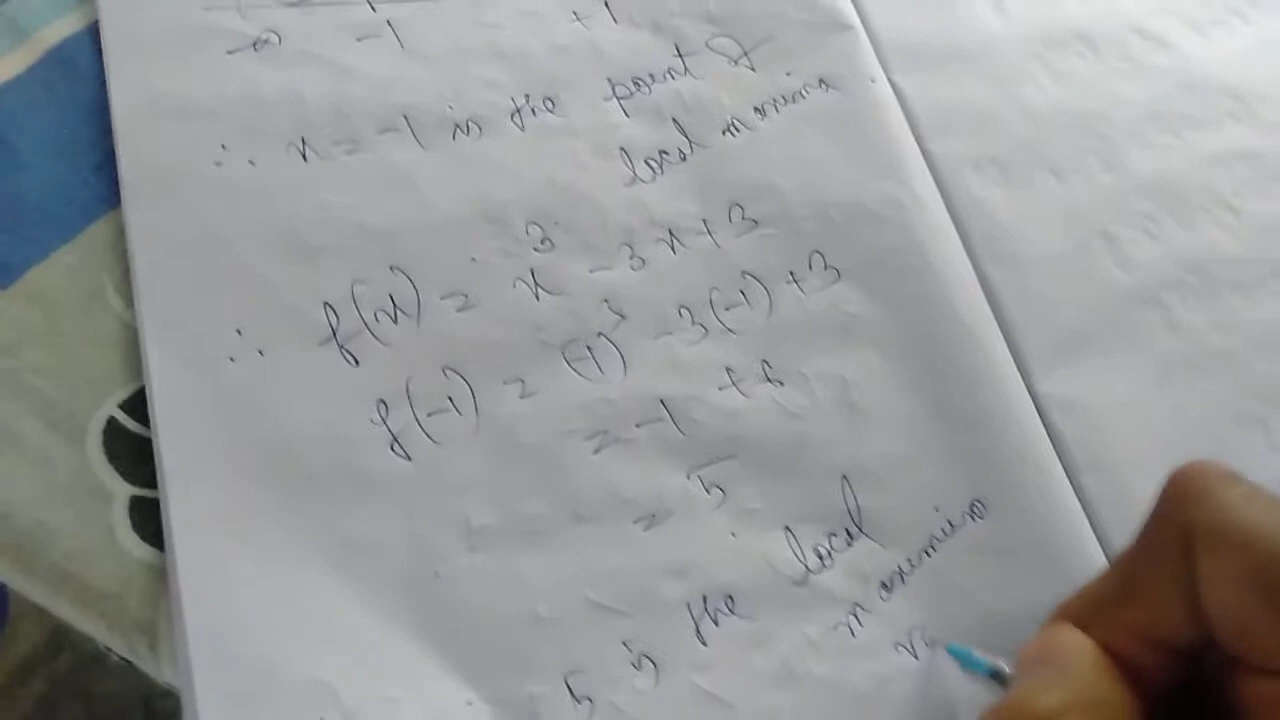 -∞ -1 +1
∴ x = -1 is the point of
local maxima.
∴ f(x) = x³ - 3x + 3
f(-1) = (-1)³ - 3(-1) + 3
= -1 + 6
= 5
5 is the local
maximum